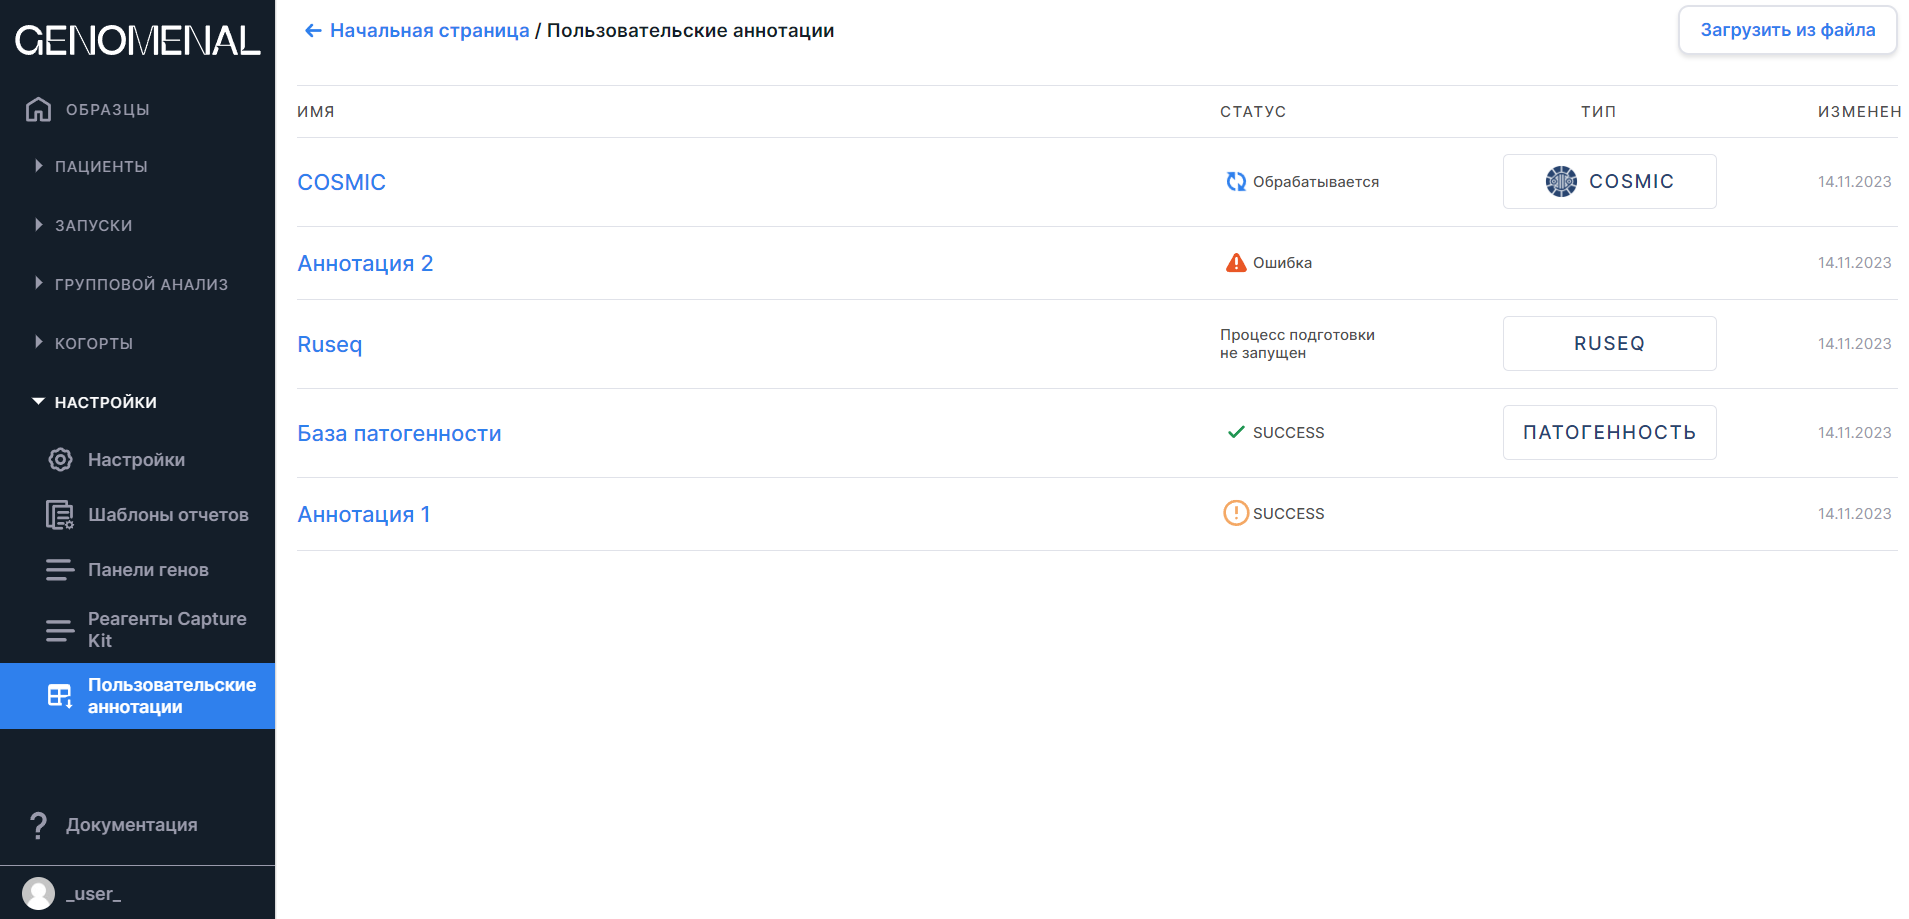 GENOMENAL
ОБРАЗЦЫ
ПАЦИЕНТЫ
ЗАПУСКИ
ГРУППОВОЙ АНАЛИЗ
КОГОРТЫ
НАСТРОЙКИ
Настройки
Шаблоны отчетов
Панели генов
Реагенты Capture
Kit
Пользовательские
аннотации
Документация
_user_
← Начальная страница / Пользовательские аннотации
Загрузить из файла
ИМЯ СТАТУС ТИП ИЗМЕНЕН
COSMIC Обрабатывается COSMIC 14.11.2023
Аннотация 2 Ошибка 14.11.2023
Ruseq Процесс подготовки
не запущен RUSEQ 14.11.2023
База патогенности SUCCESS ПАТОГЕННОСТЬ 14.11.2023
Аннотация 1 SUCCESS 14.11.2023